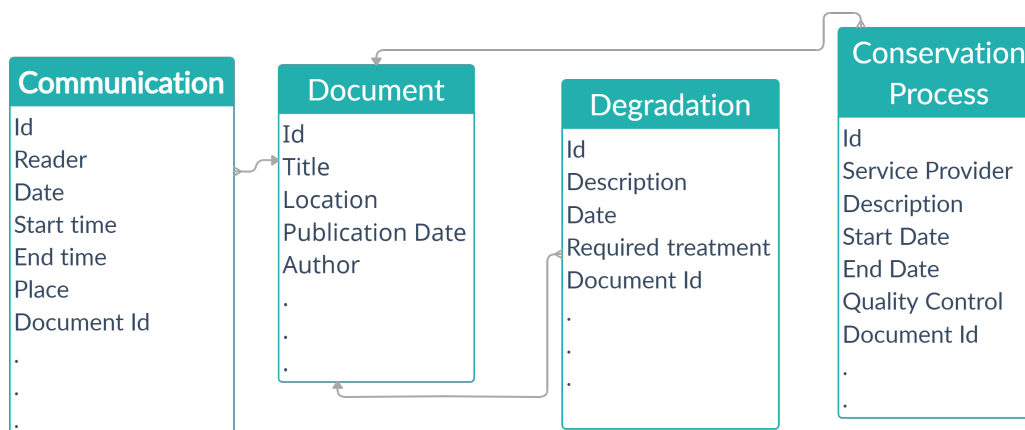 Communication
Id
Reader
Date
Start time
End time
Place
Document Id
.
.
.
Document
Id
Title
Location
Publication Date
Author
.
.
.
Degradation
Id
Description
Date
Required treatment
Document Id
.
.
.
Conservation
Process
Id
Service Provider
Description
Start Date
End Date
Quality Control
Document Id
.
.